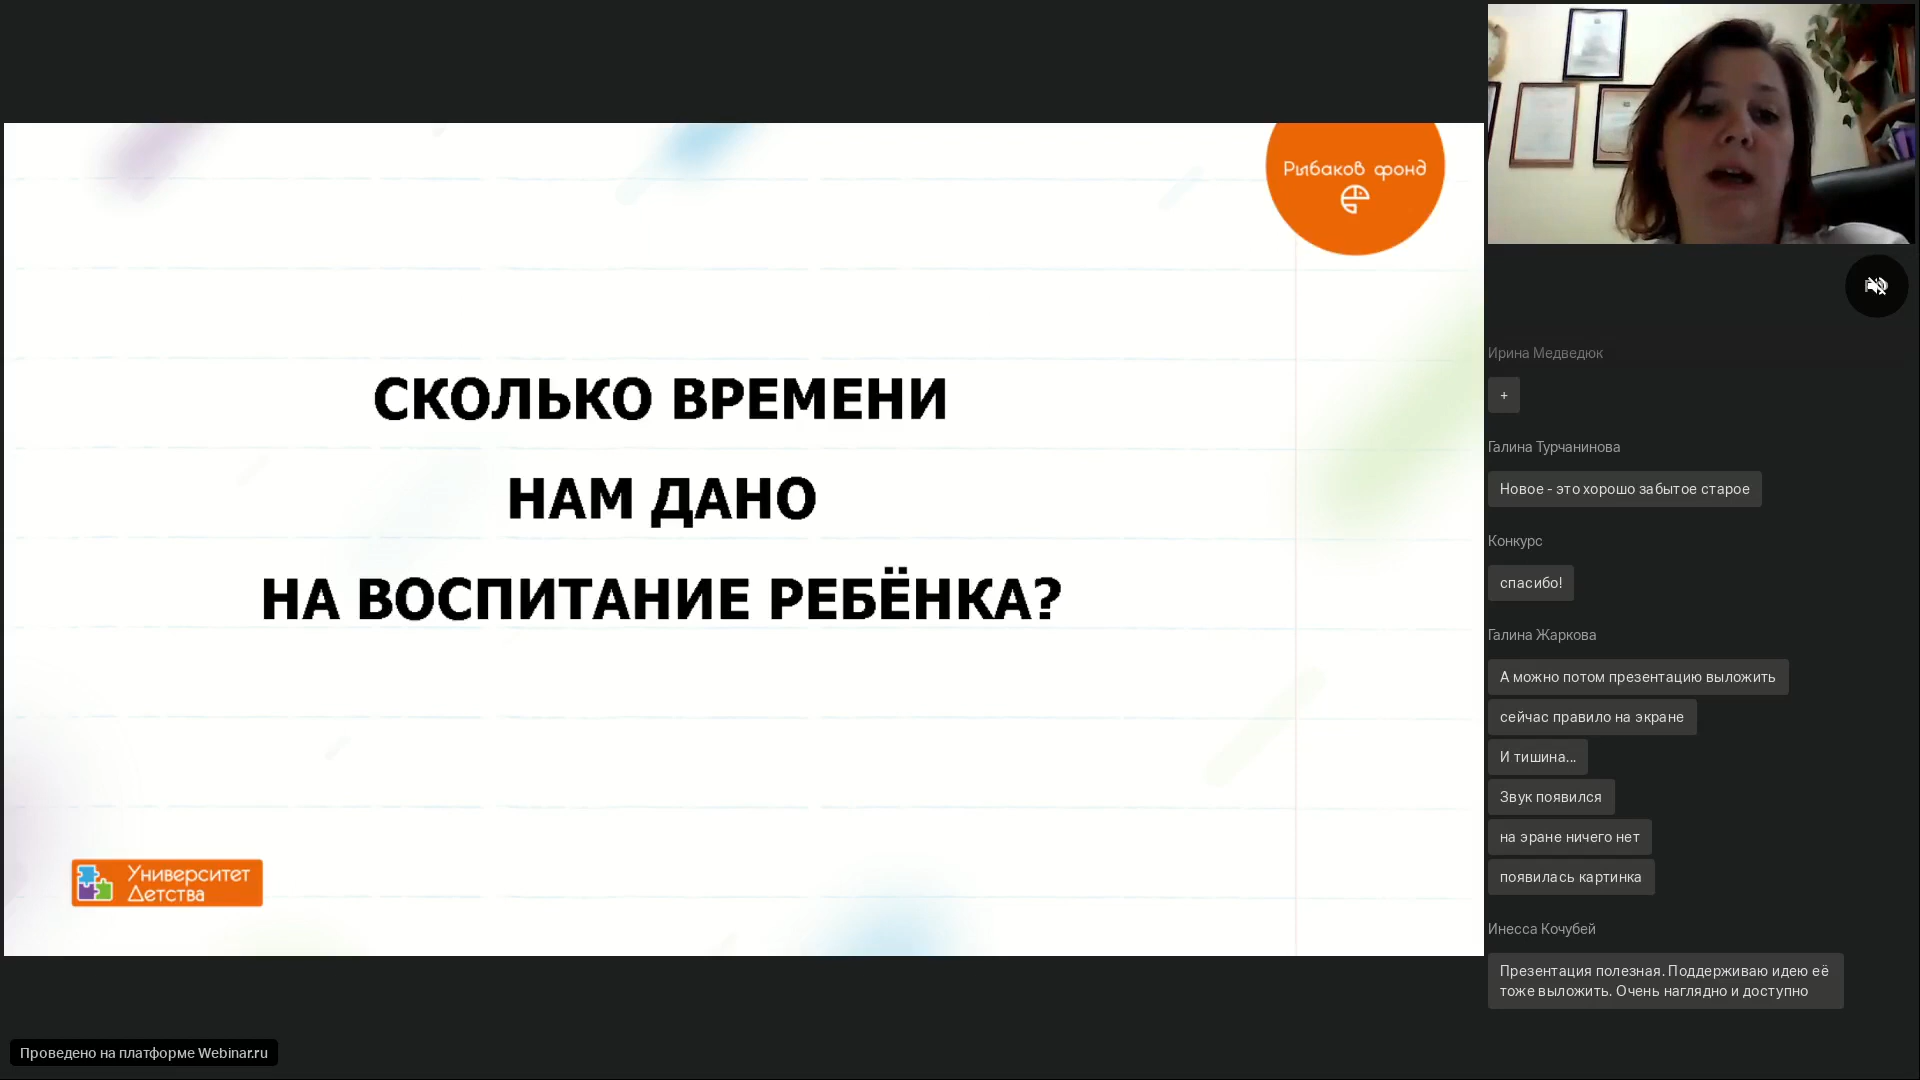 Рыбаков фонд
СКОЛЬКО ВРЕМЕНИ
НАМ ДАНО
НА ВОСПИТАНИЕ РЕБЁНКА?
Университет
Детства
Проведено на платформе Webinar.ru
Ирина Медведюк
+
Галина Турчанинова
Новое - это хорошо забытое старое
Конкурс
спасибо!
Галина Жаркова
А можно потом презентацию выложить
сейчас правило на экране
И тишина...
Звук появился
на эране ничего нет
появилась картинка
Инесса Кочубей
Презентация полезная. Поддерживаю идею её
тоже выложить. Очень наглядно и доступно